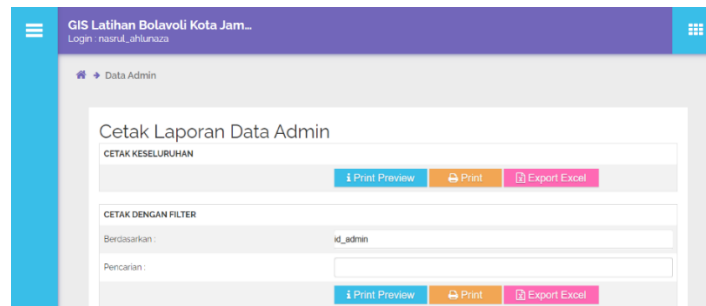 GIS Latihan Bolavoli Kota Jam...
Login : nasrul_ahlunaza
Data Admin
Cetak Laporan Data Admin
CETAK KESELURUHAN
Print Preview Print Export Excel
CETAK DENGAN FILTER
Berdasarkan : id_admin
Pencarian :
Print Preview Print Export Excel